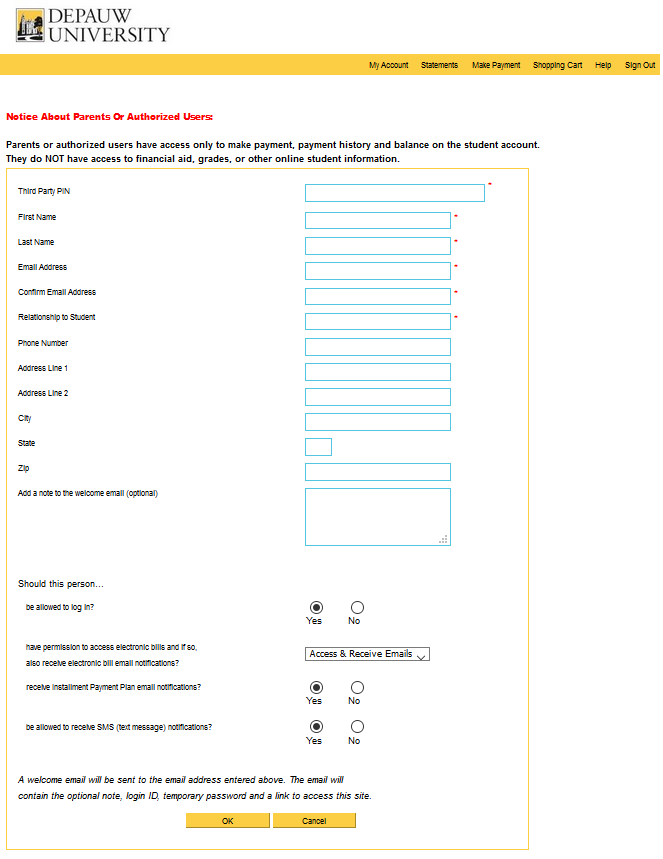 DEPAUW
UNIVERSITY
My Account Statements Make Payment Shopping Cart Help Sign Out
Notice About Parents Or Authorized Users:
Parents or authorized users have access only to make payment, payment history and balance on the student account.
They do NOT have access to financial aid, grades, or other online student information.
Third Party PIN *
First Name *
Last Name *
Email Address *
Confirm Email Address *
Relationship to Student *
Phone Number
Address Line 1
Address Line 2
City
State
Zip
Add a note to the welcome email (optional)
Should this person...
be allowed to log in?
Yes No
have permission to access electronic bills and if so,
also receive electronic bill email notifications?
Access & Receive Emails
receive Installment Payment Plan email notifications?
Yes No
be allowed to receive SMS (text message) notifications?
Yes No
A welcome email will be sent to the email address entered above. The email will
contain the optional note, login ID, temporary password and a link to access this site.
OK Cancel